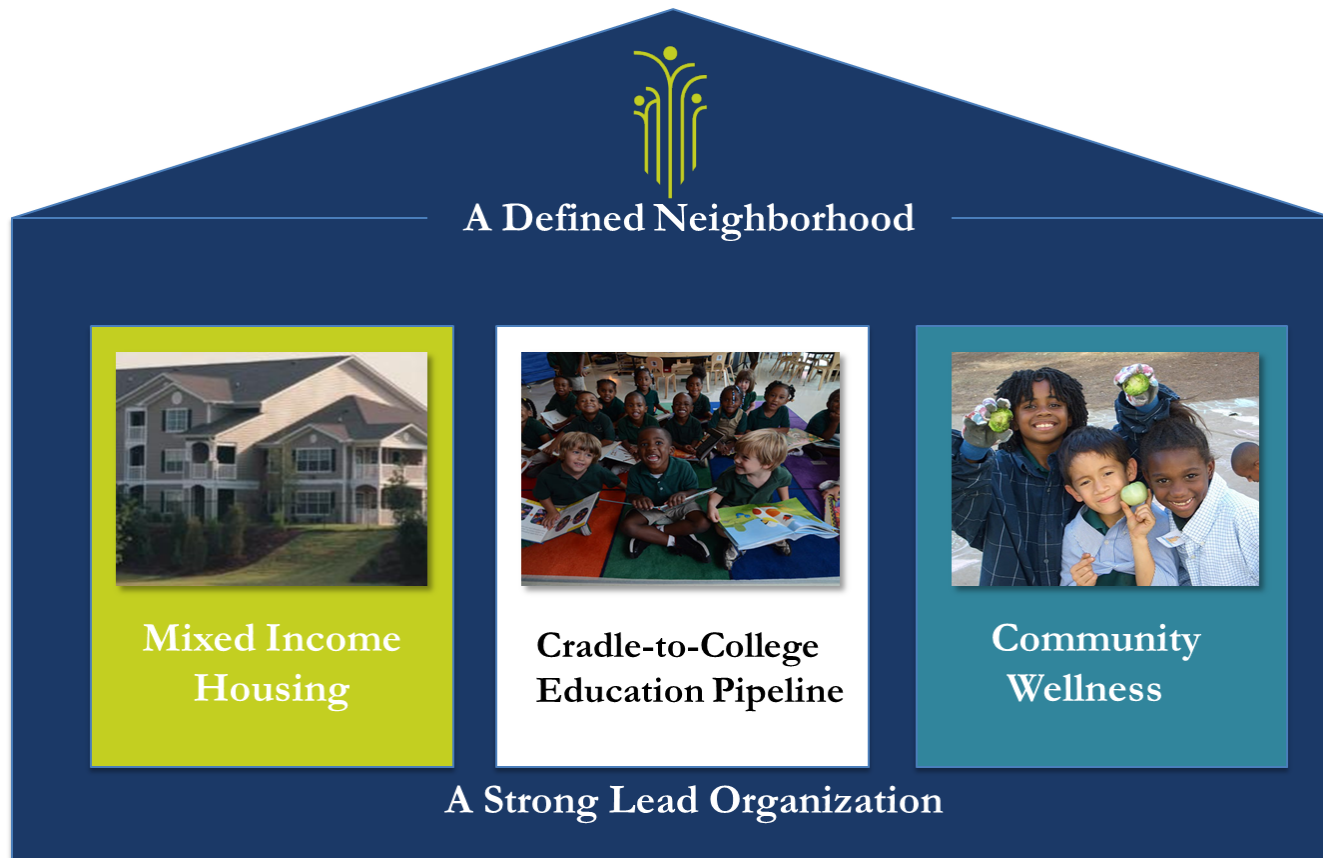 A Defined Neighborhood
Mixed Income
Housing
Cradle-to-College
Education Pipeline
Community
Wellness
A Strong Lead Organization